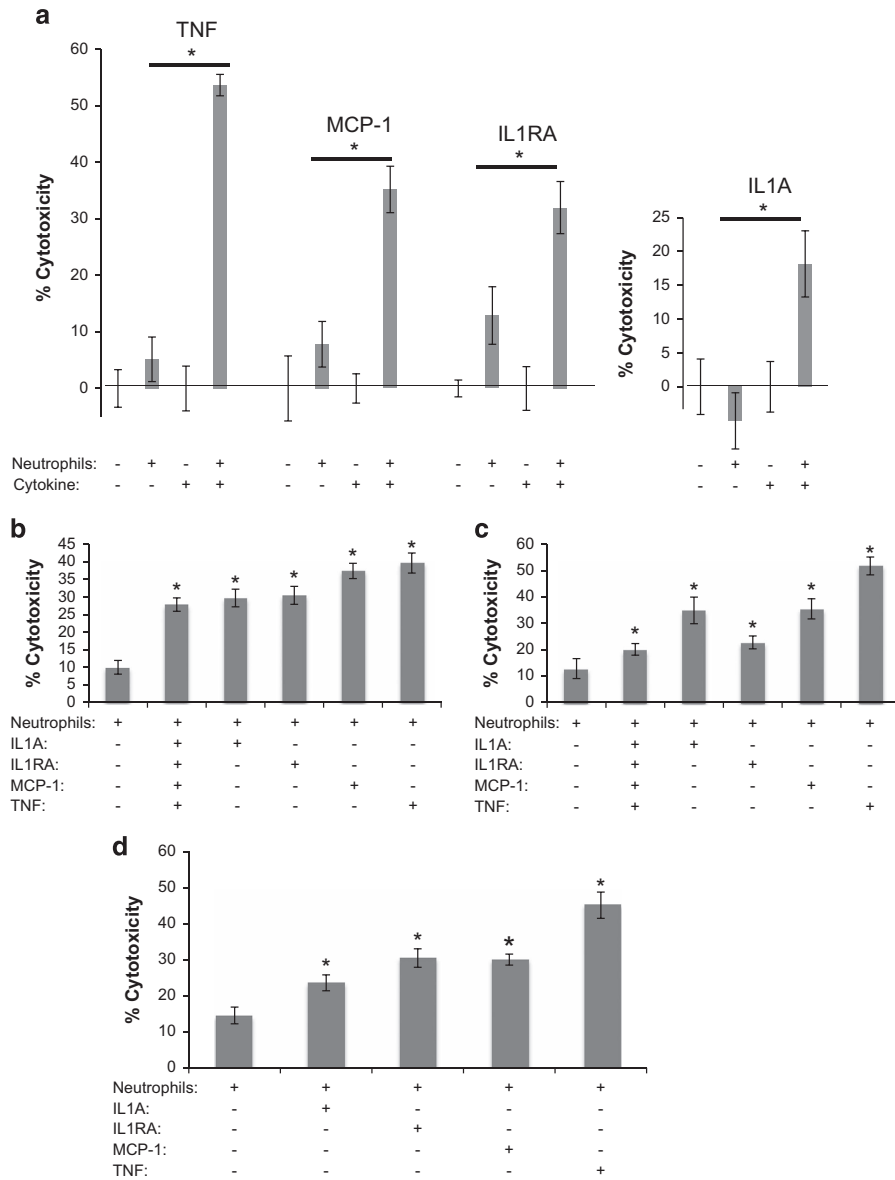 a
TNF
*
MCP-1
*
IL1RA
*
IL1A
*
% Cytotoxicity
60
50
40
30
20
10
0
% Cytotoxicity
25
20
15
10
5
0
Neutrophils: - + - + - + - + - + - + - + - +
Cytokine: - - + + - - + + - - + + - - + +
b
% Cytotoxicity
45
40
35
30
25
20
15
10
5
0
* * * * *
Neutrophils: + + + + + +
IL1A: - + + - - -
IL1RA: - + - + - -
MCP-1: - + - - + -
TNF: - + - - - +
c
% Cytotoxicity
60
50
40
30
20
10
0
* * * * *
Neutrophils: + + + + + +
IL1A: - + + - - -
IL1RA: - + - + - -
MCP-1: - + - - + -
TNF: - + - - - +
d
% Cytotoxicity
60
50
40
30
20
10
0
* * * *
Neutrophils: + + + + +
IL1A: - + - - -
IL1RA: - - + - -
MCP-1: - - - + -
TNF: - - - - +